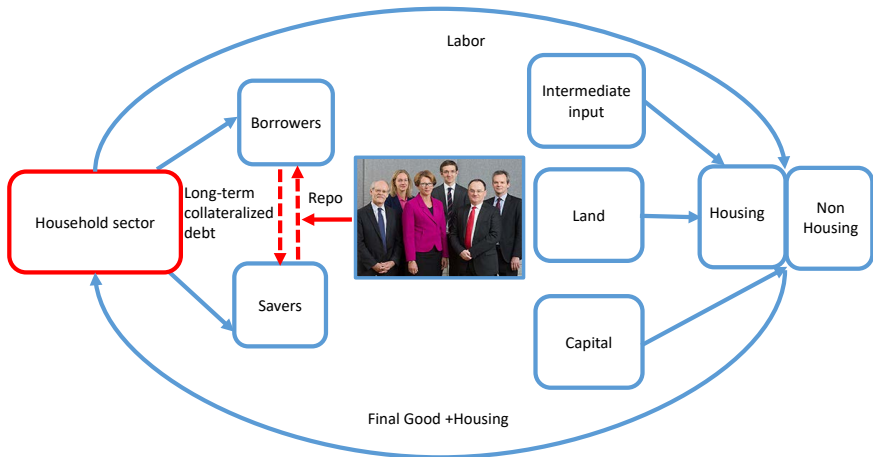 Labor
Borrowers
Intermediate
input
Household sector
Long-term
collateralized
debt
Repo
Land
Housing
Non
Housing
Savers
Capital
Final Good +Housing